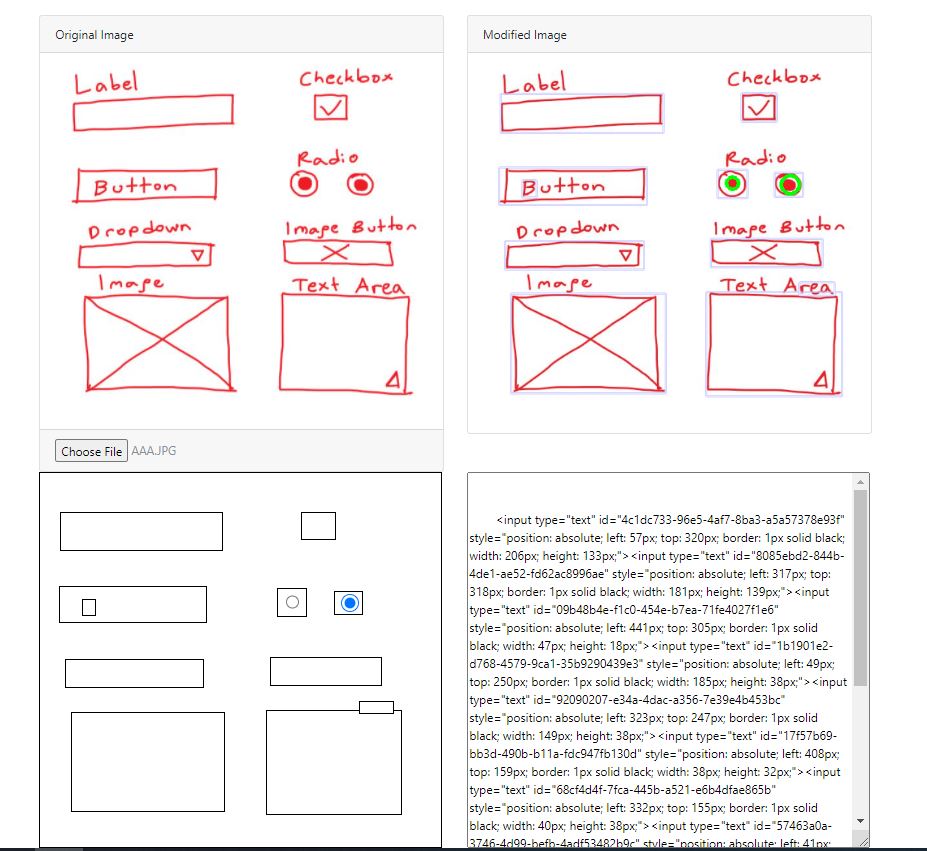 Original Image
Modified Image
Label
Checkbox
Button
Radio
Dropdown
Image Button
Image
Text Area
Label
Checkbox
Button
Radio
Dropdown
Image Button
Image
Text Area
Choose File AAA.JPG
<input type="text" id="4c1dc733-96e5-4af7-8ba3-a5a57378e93f"
style="position: absolute; left: 57px; top: 320px; border: 1px solid black;
width: 206px; height: 133px;"><input type="text" id="8085ebd2-844b-
4de1-ae52-fd62ac8996ae" style="position: absolute; left: 317px; top:
318px; border: 1px solid black; width: 181px; height: 139px;"><input
type="text" id="09b48b4e-f1c0-454e-b7ea-71fe4027f1e6"
style="position: absolute; left: 441px; top: 305px; border: 1px solid
black; width: 47px; height: 18px;"><input type="text" id="1b1901e2-
d768-4579-9ca1-35b9290439e3" style="position: absolute; left: 49px;
top: 250px; border: 1px solid black; width: 185px; height: 38px;"><input
type="text" id="92090207-e34a-4dac-a356-7e39e4b453bc"
style="position: absolute; left: 323px; top: 247px; border: 1px solid
black; width: 149px; height: 38px;"><input type="text" id="17f57b69-
bb3d-490b-b11a-fdc947fb130d" style="position: absolute; left: 408px;
top: 159px; border: 1px solid black; width: 38px; height: 32px;"><input
type="text" id="68cf4d4f-7fca-445b-a521-e6b4dfae865b"
style="position: absolute; left: 332px; top: 155px; border: 1px solid
black; width: 40px; height: 38px;"><input type="text" id="57463a0a-
3746-4d99-befb-4adf53482b9c" style="position: absolute; left: 41px;